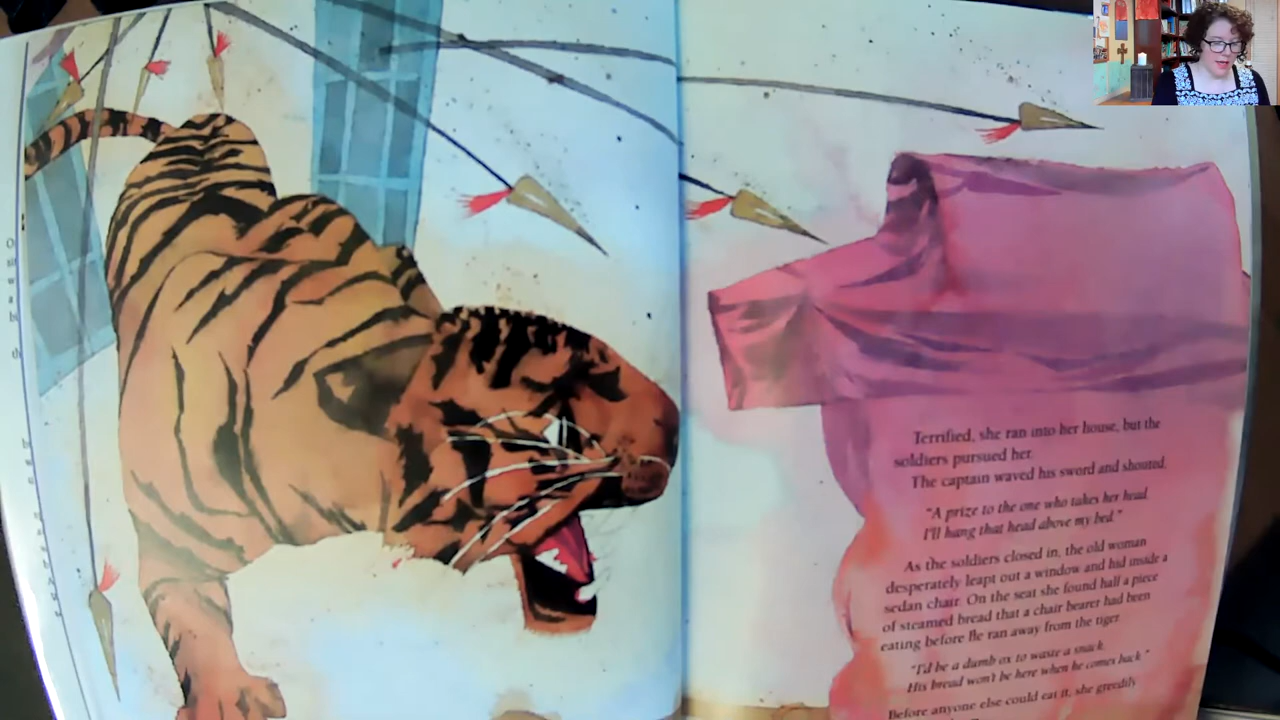 Terrified, she ran into her house, but the
soldiers pursued her.
The captain waved his sword and shouted,
"A prize to the one who takes her head.
I'll hang that head above my bed."
As the soldiers closed in, the old woman
desperately leapt out a window and hid inside a
sedan chair. On the seat she found half a piece
of steamed bread that a chair bearer had been
eating before he ran away from the tiger.
"I'd be a dumb ox to waste a snack.
His bread won't be here when he comes back."
Before anyone else could eat it, she greedily